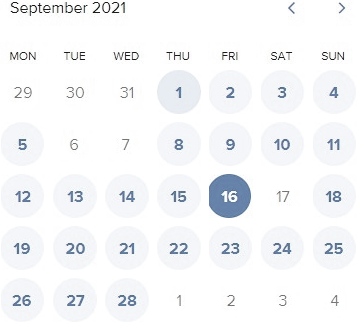 September 2021
MON TUE WED THU FRI SAT SUN
29 30 31 1 2 3 4
5 6 7 8 9 10 11
12 13 14 15 16 17 18
19 20 21 22 23 24 25
26 27 28 1 2 3 4